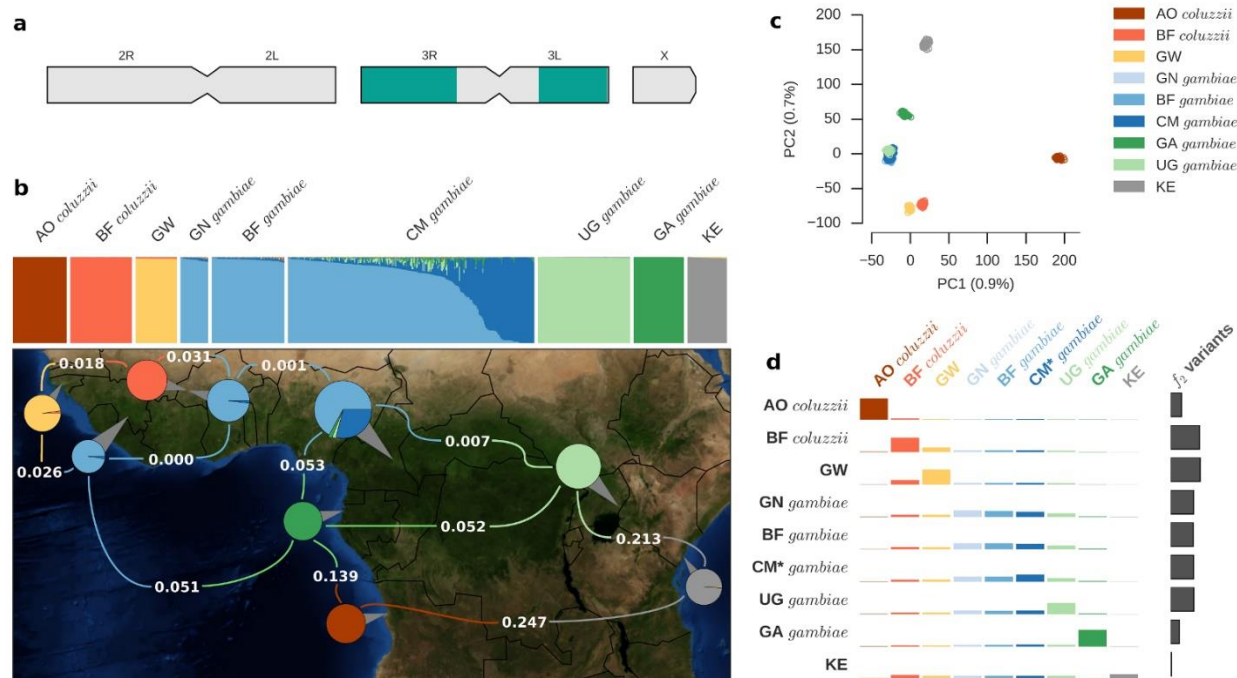 a
2R 2L 3R 3L X
b
AO coluzzii
BF coluzzii
GW
GN gambiae
BF gambiae
CM gambiae
UG gambiae
GA gambiae
KE
0.018
0.031
0.001
0.007
0.026
0.000
0.053
0.052
0.213
0.051
0.139
0.247
c
200
150
100
50
0
−50
−100
PC2 (0.7%)
−50 0 50 100 150 200
PC1 (0.9%)
AO coluzzii
BF coluzzii
GW
GN gambiae
BF gambiae
CM gambiae
GA gambiae
UG gambiae
KE
d
AO coluzzii
BF coluzzii
GW
GN gambiae
BF gambiae
CM* gambiae
UG gambiae
GA gambiae
KE
f2 variants
AO coluzzii
BF coluzzii
GW
GN gambiae
BF gambiae
CM* gambiae
UG gambiae
GA gambiae
KE